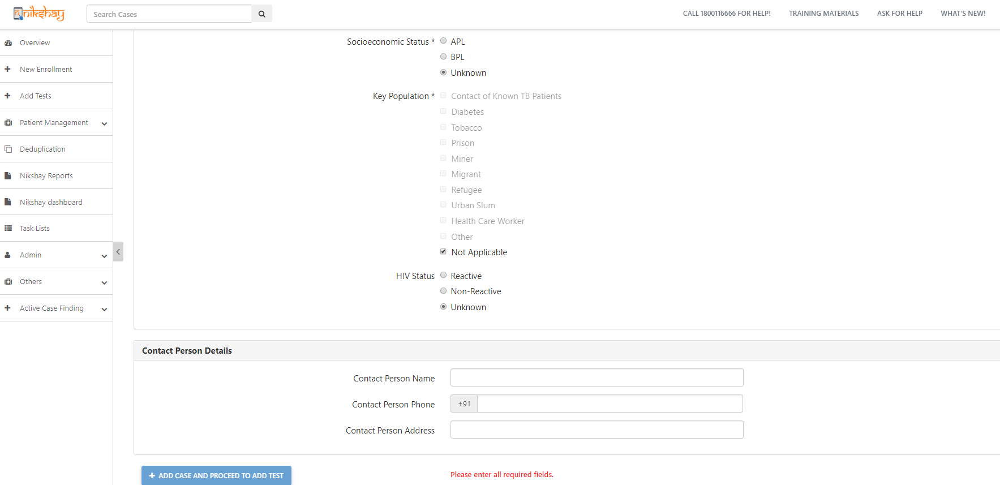 nikshay
Search Cases
CALL 1800116666 FOR HELP!
TRAINING MATERIALS
ASK FOR HELP
WHAT'S NEW!
Overview
New Enrollment
Add Tests
Patient Management
Deduplication
Nikshay Reports
Nikshay dashboard
Task Lists
Admin
Others
Active Case Finding
Socioeconomic Status *
APL
BPL
Unknown
Key Population *
Contact of Known TB Patients
Diabetes
Tobacco
Prison
Miner
Migrant
Refugee
Urban Slum
Health Care Worker
Other
Not Applicable
HIV Status
Reactive
Non-Reactive
Unknown
Contact Person Details
Contact Person Name
Contact Person Phone +91
Contact Person Address
+ ADD CASE AND PROCEED TO ADD TEST
Please enter all required fields.